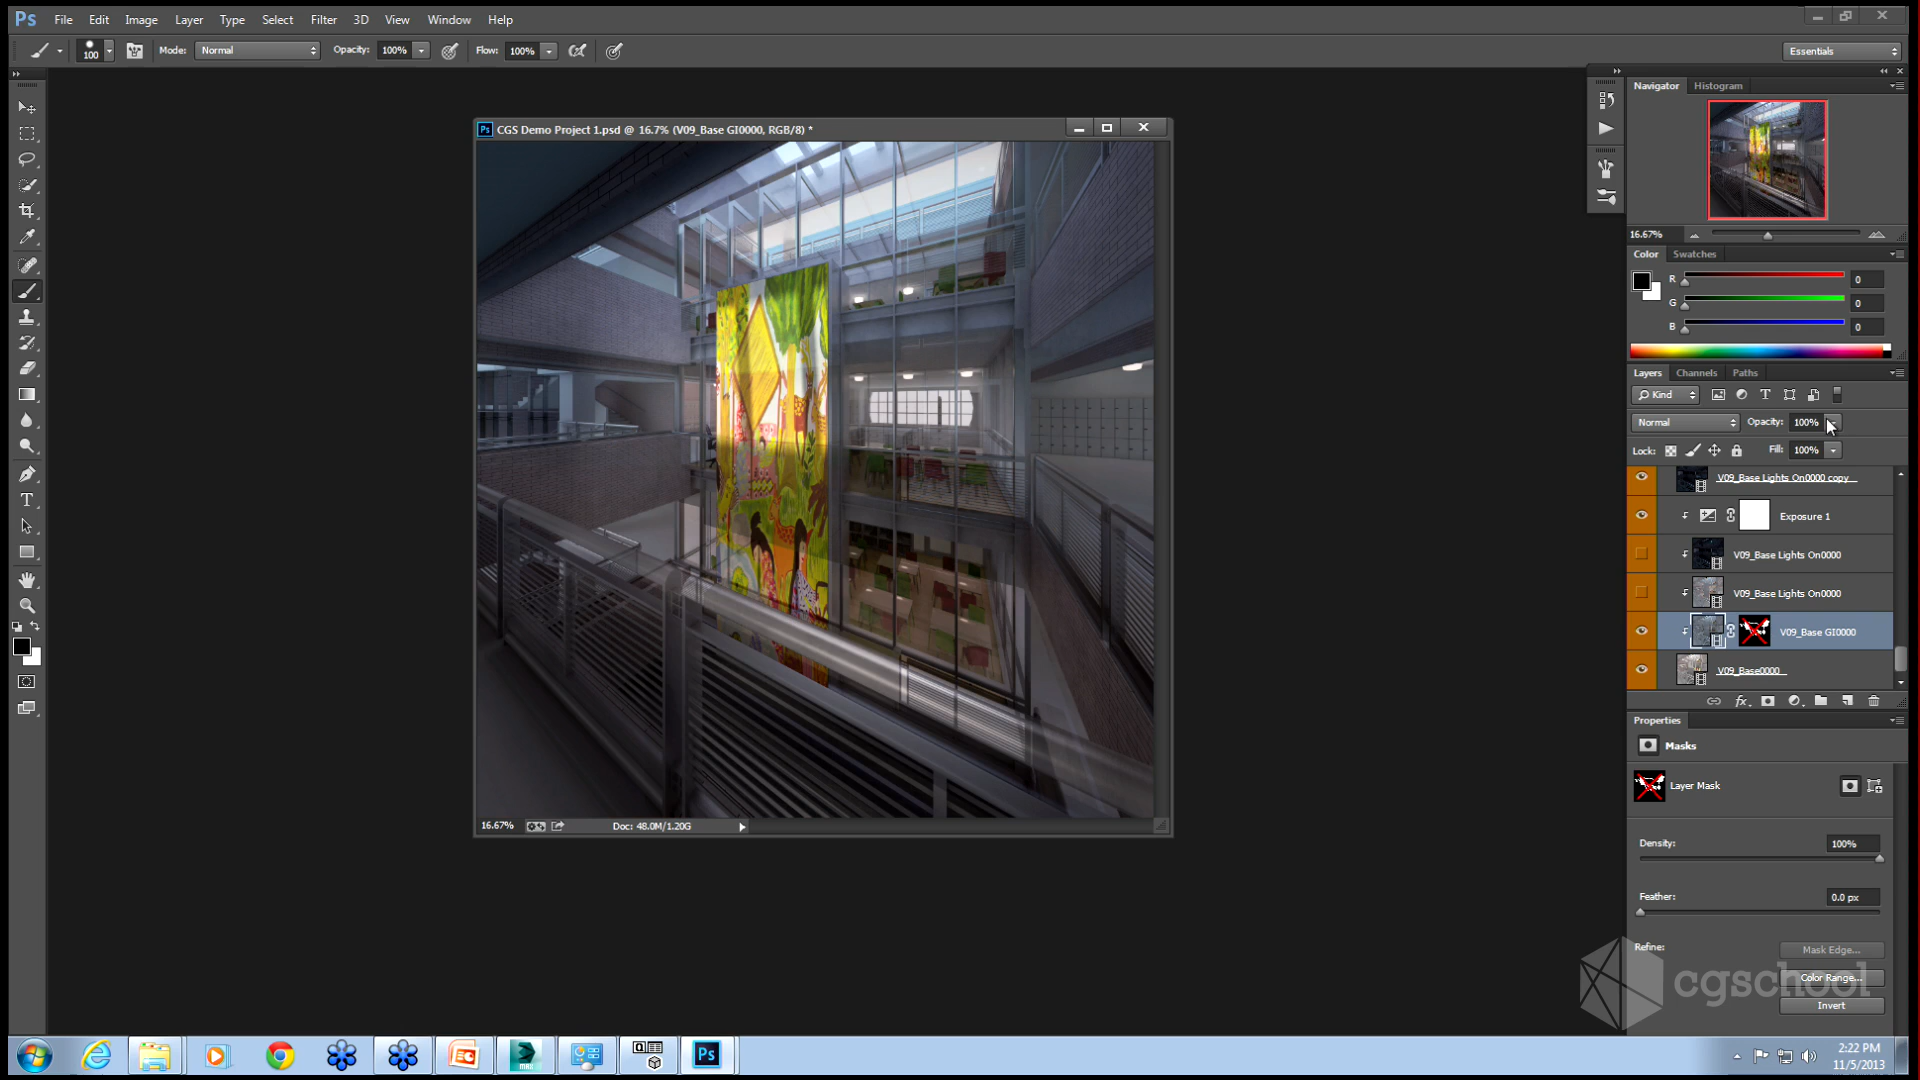 Ps File Edit Image Layer Type Select Filter 3D View Window Help
100 Mode: Normal Opacity: 100% Flow: 100% Essentials
Navigator Histogram
Ps CGS Demo Project 1.psd @ 16.7% (V09_Base GI0000, RGB/8) *
16.67%
Color Swatches
R 0
G 0
B 0
Layers Channels Paths
Kind T
Normal Opacity: 100%
Lock: Fill: 100%
V09_Base Lights On0000 copy
Exposure 1
V09_Base Lights On0000
V09_Base Lights On0000
V09_Base GI0000
V09_Base0000
fx
Properties
Masks
Layer Mask
16.67% Doc: 48.0M/1.20G
Density: 100%
Feather: 0.0 px
Refine: Mask Edge...
Color Range...
cgschool
Invert
MAX Ps
2:22 PM
11/5/2013